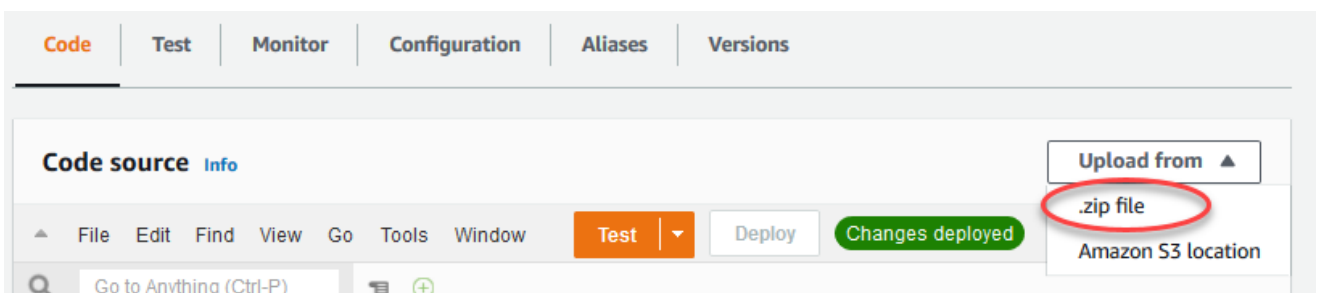 Code Test Monitor Configuration Aliases Versions
Code source Info
Upload from
.zip file
Amazon S3 location
File Edit Find View Go Tools Window Test Deploy Changes deployed
Go to Anything (Ctrl-P)